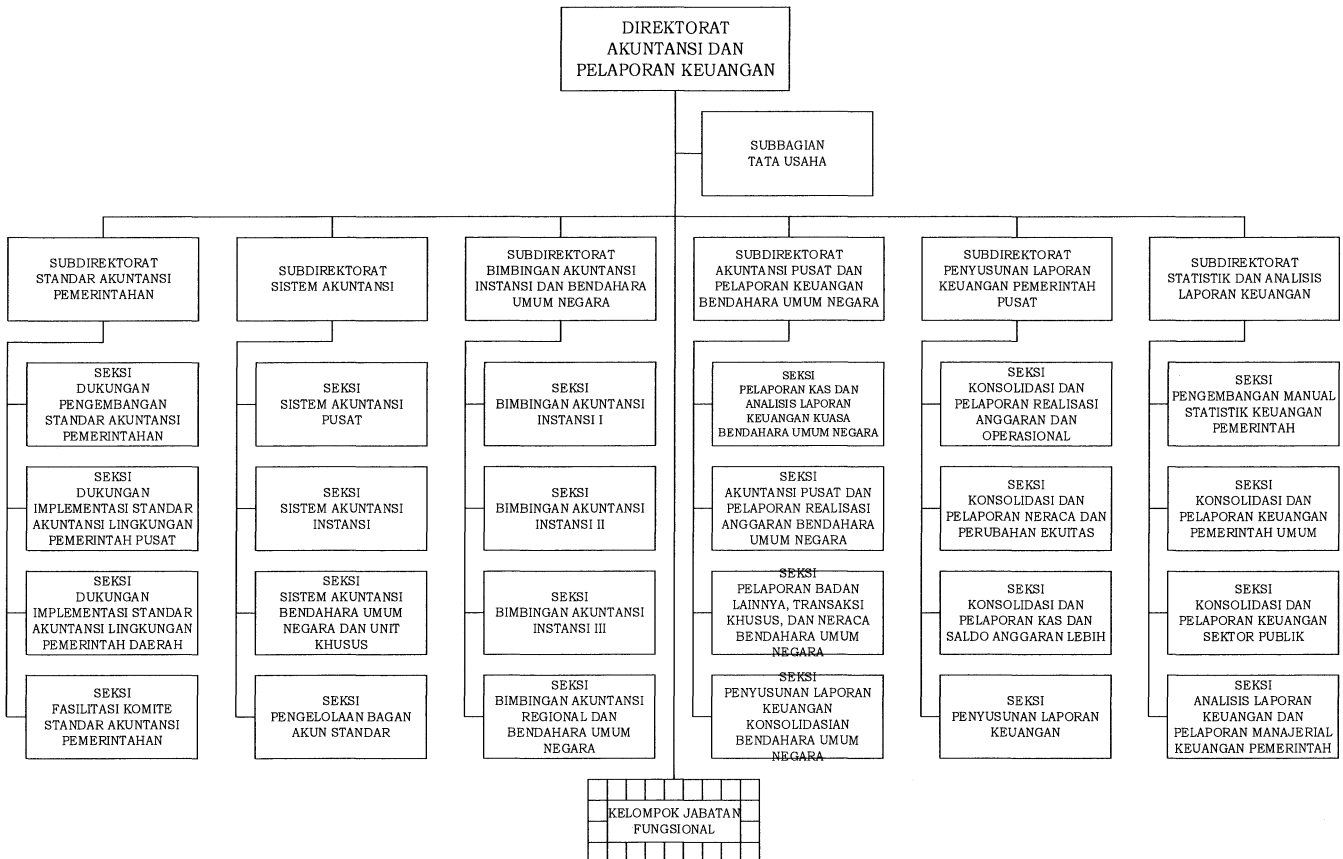 DIREKTORAT
AKUNTANSI DAN
PELAPORAN KEUANGAN
SUBBAGIAN
TATA USAHA
SUBDIREKTORAT
STANDAR AKUNTANSI
PEMERINTAHAN
SUBDIREKTORAT
SISTEM AKUNTANSI
SUBDIREKTORAT
BIMBINGAN AKUNTANSI
INSTANSI DAN BENDAHARA
UMUM NEGARA
SUBDIREKTORAT
AKUNTANSI PUSAT DAN
PELAPORAN KEUANGAN
BENDAHARA UMUM NEGARA
SUBDIREKTORAT
PENYUSUNAN LAPORAN
KEUANGAN PEMERINTAH
PUSAT
SUBDIREKTORAT
STATISTIK DAN ANALISIS
LAPORAN KEUANGAN
SEKSI
DUKUNGAN
PENGEMBANGAN
STANDAR AKUNTANSI
PEMERINTAHAN
SEKSI
SISTEM AKUNTANSI
PUSAT
SEKSI
BIMBINGAN AKUNTANSI
INSTANSI I
SEKSI
PELAPORAN KAS DAN
ANALISIS LAPORAN
KEUANGAN KUASA
BENDAHARA UMUM NEGARA
SEKSI
KONSOLIDASI DAN
PELAPORAN REALISASI
ANGGARAN DAN
OPERASIONAL
SEKSI
PENGEMBANGAN MANUAL
STATISTIK KEUANGAN
PEMERINTAH
SEKSI
DUKUNGAN
IMPLEMENTASI STANDAR
AKUNTANSI LINGKUNGAN
PEMERINTAH PUSAT
SEKSI
SISTEM AKUNTANSI
INSTANSI
SEKSI
BIMBINGAN AKUNTANSI
INSTANSI II
SEKSI
AKUNTANSI PUSAT DAN
PELAPORAN REALISASI
ANGGARAN BENDAHARA
UMUM NEGARA
SEKSI
KONSOLIDASI DAN
PELAPORAN NERACA DAN
PERUBAHAN EKUITAS
SEKSI
KONSOLIDASI DAN
PELAPORAN KEUANGAN
PEMERINTAH UMUM
SEKSI
DUKUNGAN
IMPLEMENTASI STANDAR
AKUNTANSI LINGKUNGAN
PEMERINTAH DAERAH
SEKSI
SISTEM AKUNTANSI
BENDAHARA UMUM
NEGARA DAN UNIT
KHUSUS
SEKSI
BIMBINGAN AKUNTANSI
INSTANSI III
SEKSI
PELAPORAN BADAN
LAINNYA, TRANSAKSI
KHUSUS, DAN NERACA
BENDAHARA UMUM
NEGARA
SEKSI
KONSOLIDASI DAN
PELAPORAN KAS DAN
SALDO ANGGARAN LEBIH
SEKSI
KONSOLIDASI DAN
PELAPORAN KEUANGAN
SEKTOR PUBLIK
SEKSI
FASILITASI KOMITE
STANDAR AKUNTANSI
PEMERINTAHAN
SEKSI
PENGELOLAAN BAGAN
AKUN STANDAR
SEKSI
BIMBINGAN AKUNTANSI
REGIONAL DAN
BENDAHARA UMUM
NEGARA
SEKSI
PENYUSUNAN LAPORAN
KEUANGAN
KONSOLIDASIAN
BENDAHARA UMUM
NEGARA
SEKSI
PENYUSUNAN LAPORAN
KEUANGAN
SEKSI
ANALISIS LAPORAN
KEUANGAN DAN
PELAPORAN MANAJERIAL
KEUANGAN PEMERINTAH
KELOMPOK JABATAN
FUNGSIONAL